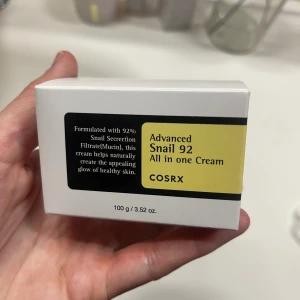 Formulated with 92%
Snail Secrection
Filtrate(Mucin), this
cream helps naturally
create the appealing
glow of healthy skin.
Advanced
Snail 92
All in one Cream
COSRX
100 g / 3.52 oz.